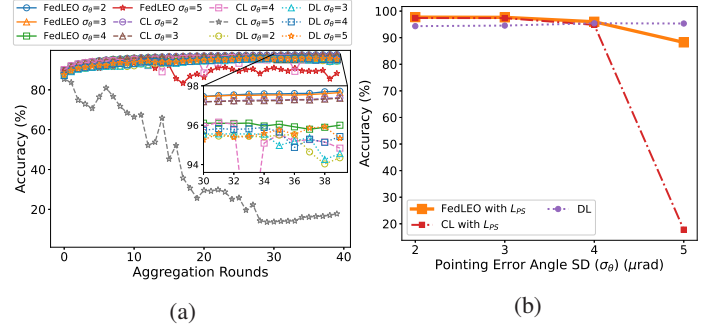 FedLEO σθ=2 FedLEO σθ=5 CL σθ=4 DL σθ=3
FedLEO σθ=3 CL σθ=2 CL σθ=5 DL σθ=4
FedLEO σθ=4 CL σθ=3 DL σθ=2 DL σθ=5
Accuracy (%)
80
60
40
20
98
96
94
30 32 34 36 38
0 10 20 30 40
Aggregation Rounds
(a)
Accuracy (%)
100
90
80
70
60
50
40
30
20
FedLEO with LPS DL
CL with LPS
2 3 4 5
Pointing Error Angle SD (σθ) (μrad)
(b)